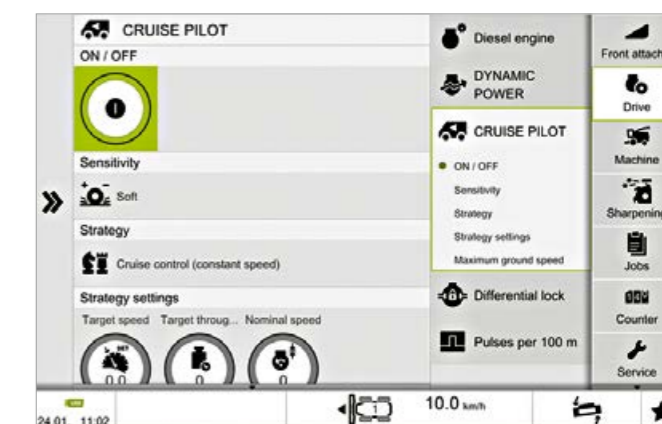 CRUISE PILOT
ON / OFF
Sensitivity
Soft
Strategy
Cruise control (constant speed)
Strategy settings
Target speed Target throug... Nominal speed
SET
0.0 0 0
Diesel engine
DYNAMIC
POWER
CRUISE PILOT
ON / OFF
Sensitivity
Strategy
Strategy settings
Maximum ground speed
Differential lock
Pulses per 100 m
Front attach
Drive
Machine
Sharpening
Jobs
Counter
Service
24.01 11:02
1
10.0 km/h